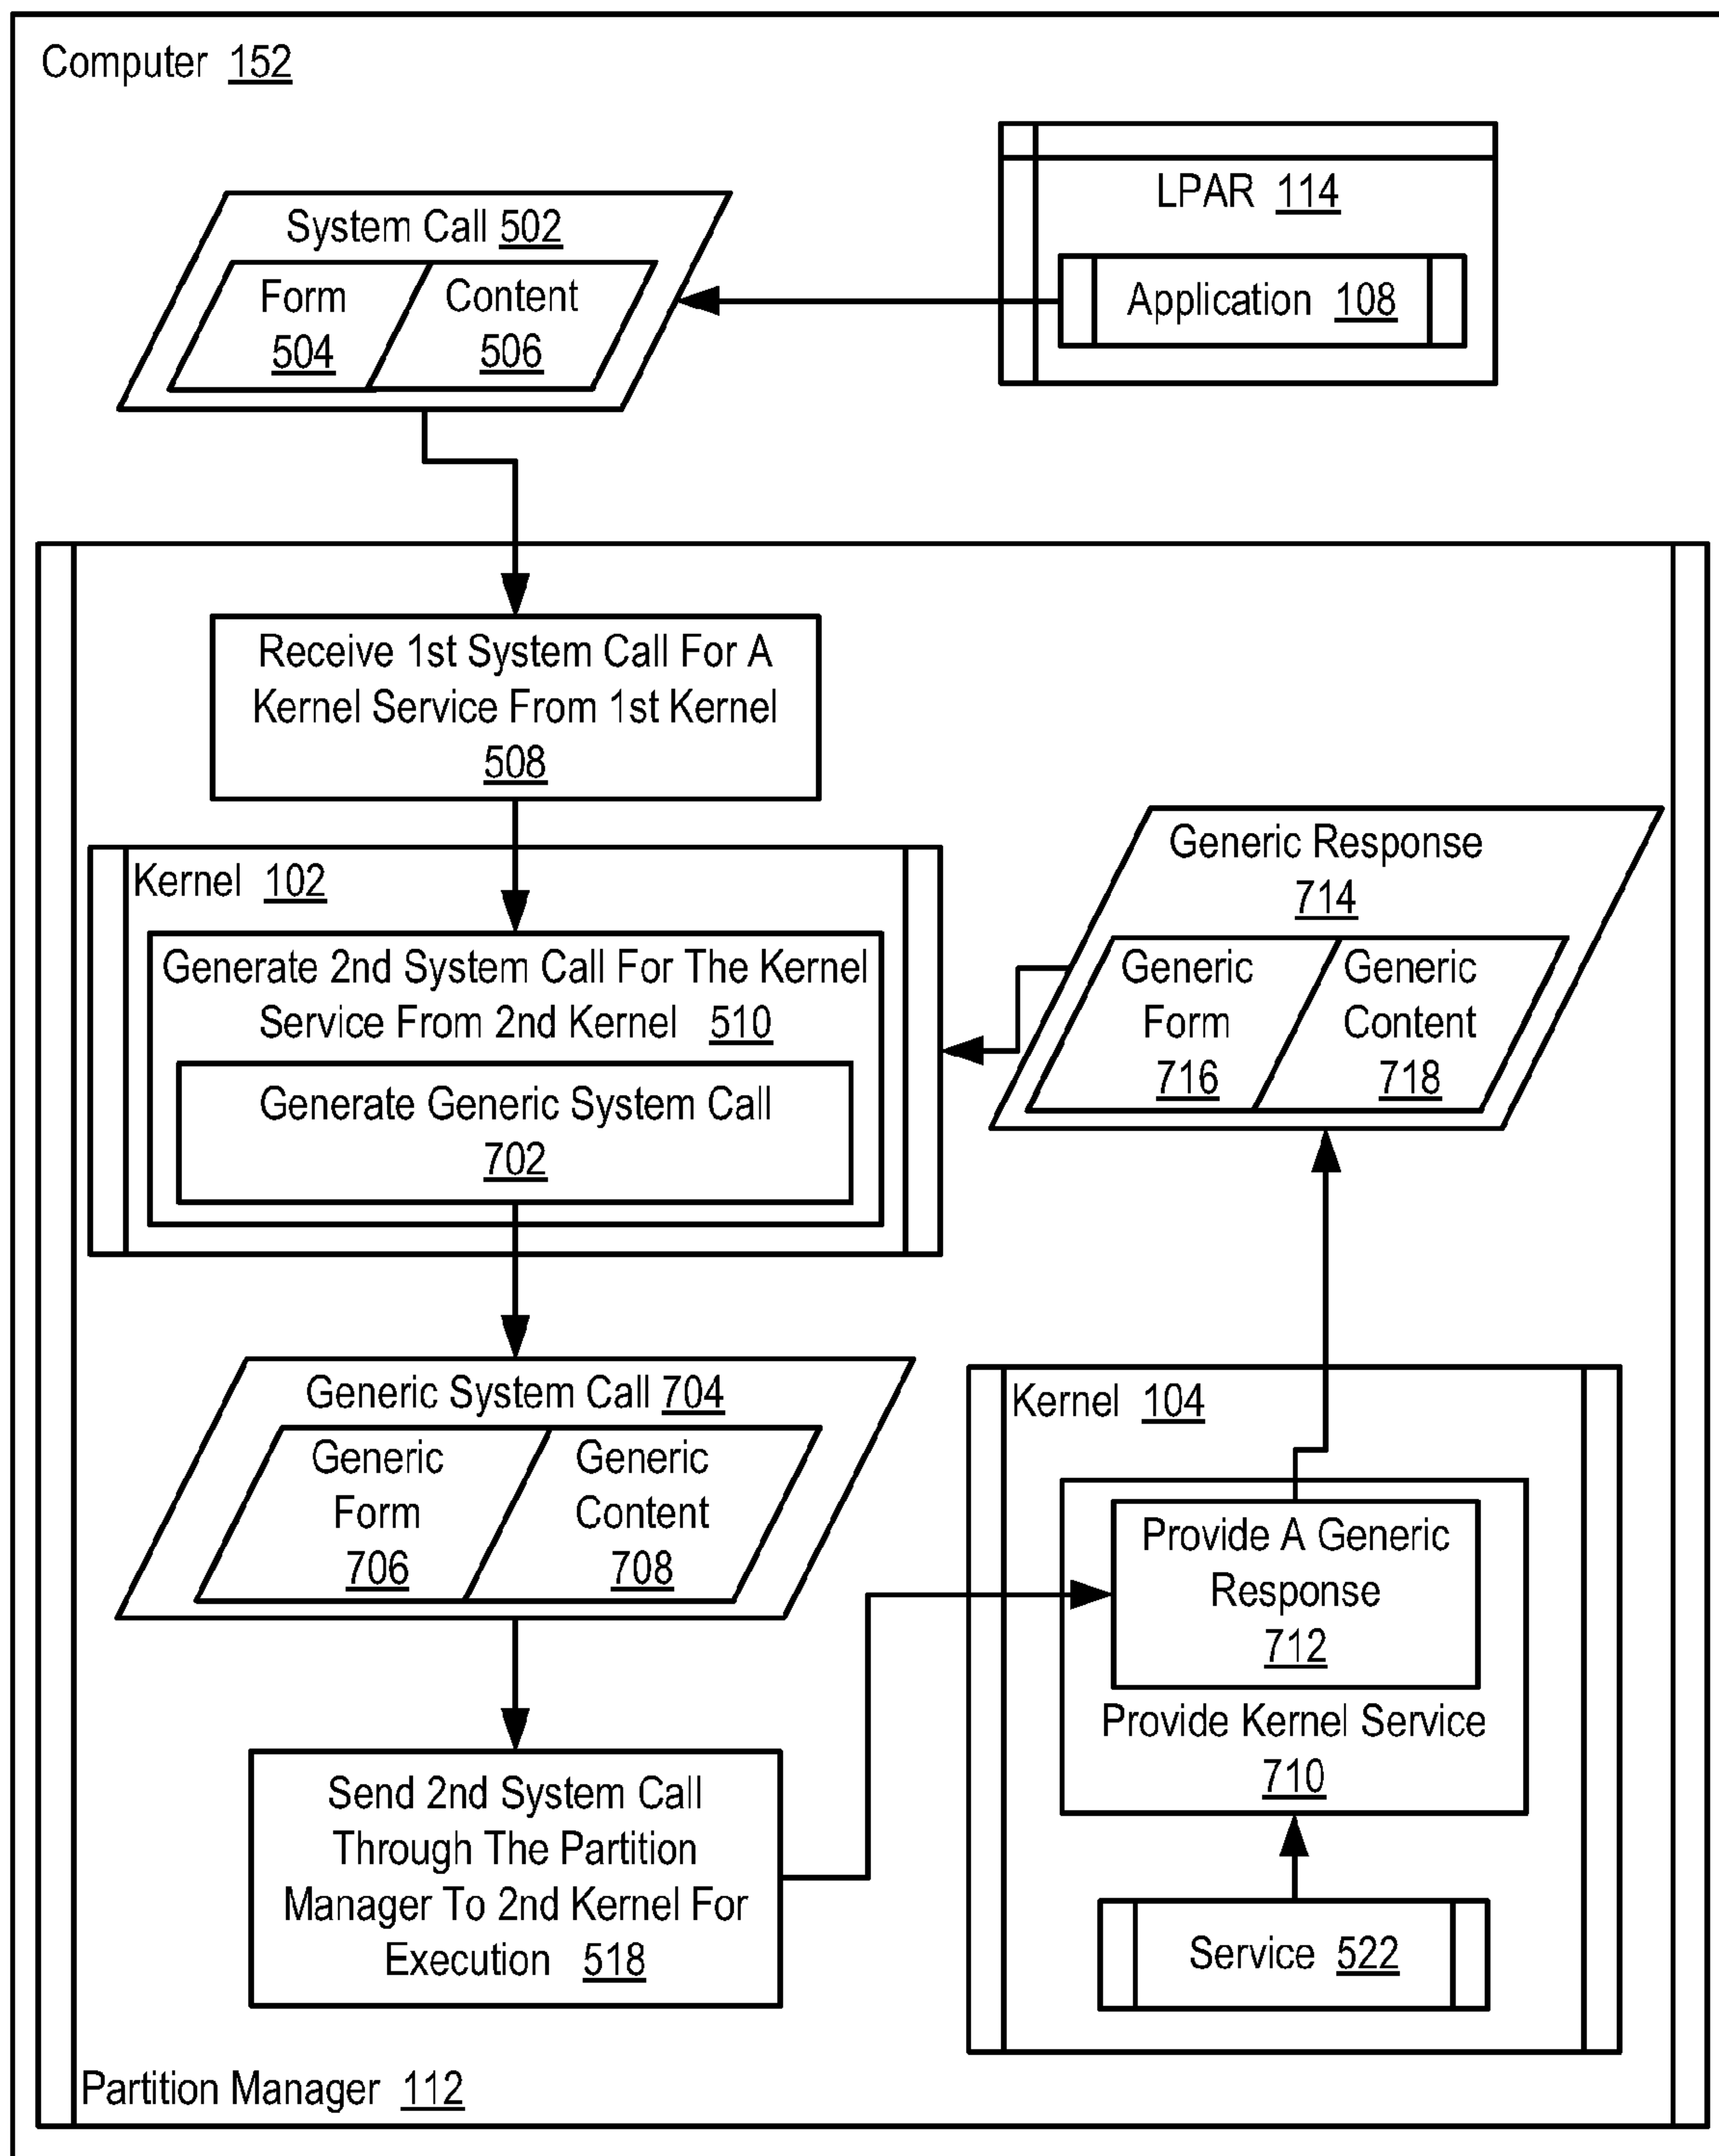 Computer 152
LPAR 114
Application 108
System Call 502
Form
504
Content
506
Receive 1st System Call For A
Kernel Service From 1st Kernel
508
Kernel 102
Generate 2nd System Call For The Kernel
Service From 2nd Kernel 510
Generate Generic System Call
702
Generic Response
714
Generic
Form
716
Generic
Content
718
Generic System Call 704
Generic
Form
706
Generic
Content
708
Kernel 104
Provide A Generic
Response
712
Provide Kernel Service
710
Service 522
Send 2nd System Call
Through The Partition
Manager To 2nd Kernel For
Execution 518
Partition Manager 112